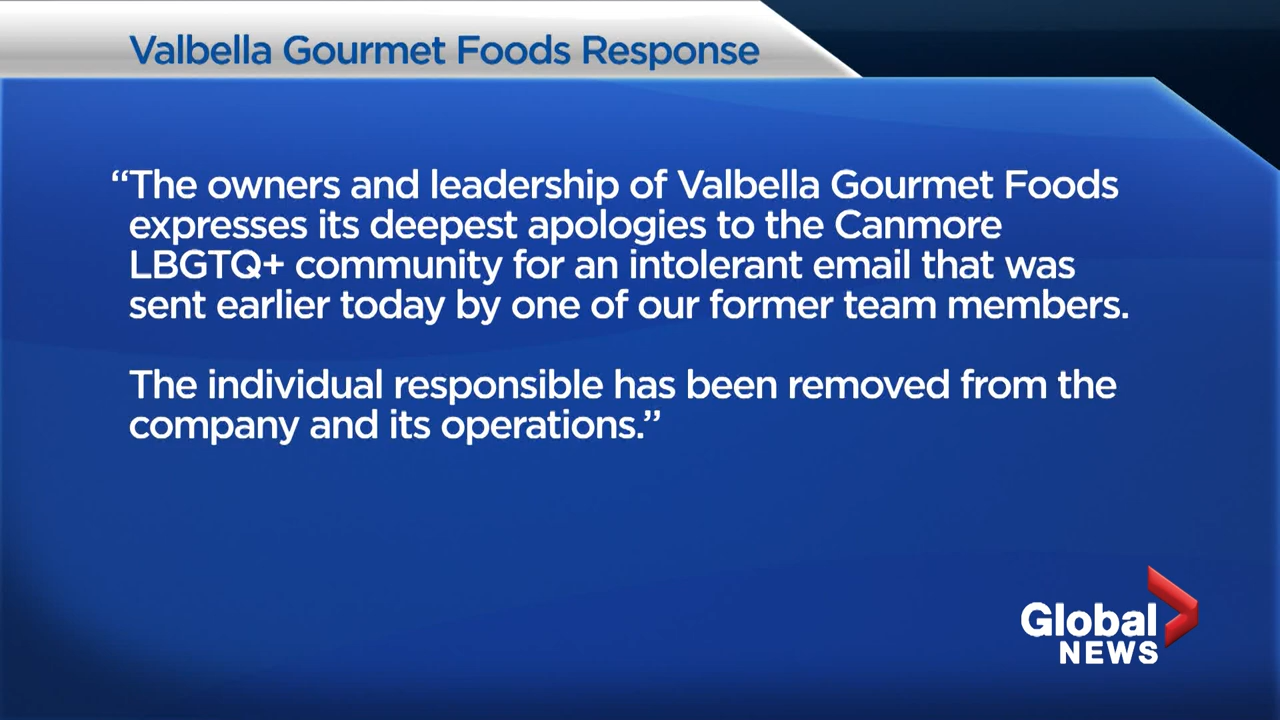 Valbella Gourmet Foods Response
“The owners and leadership of Valbella Gourmet Foods
expresses its deepest apologies to the Canmore
LBGTQ+ community for an intolerant email that was
sent earlier today by one of our former team members.
The individual responsible has been removed from the
company and its operations.”
Global
NEWS